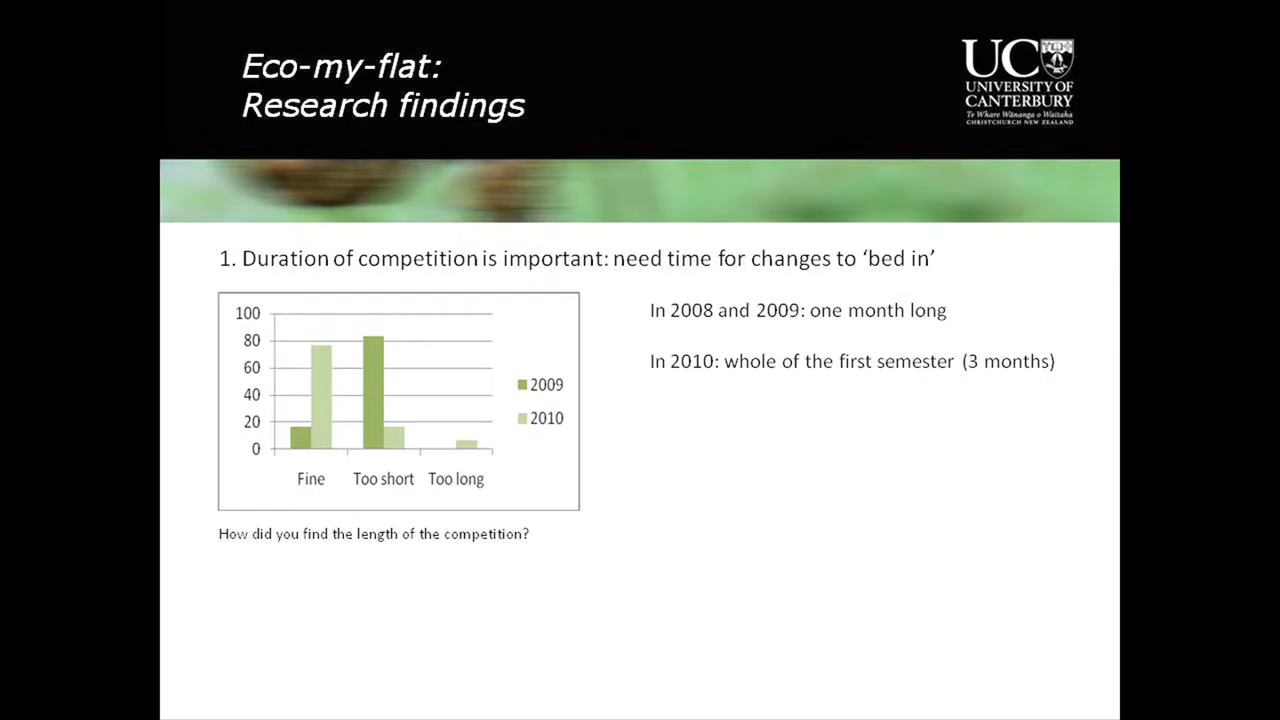 Eco-my-flat:
Research findings
UC
UNIVERSITY OF
CANTERBURY
Te Whare Wānanga o Waitaha
CHRISTCHURCH NEW ZEALAND
1. Duration of competition is important: need time for changes to ‘bed in’
100
80
60
40
20
0
Fine Too short Too long
2009
2010
How did you find the length of the competition?
In 2008 and 2009: one month long
In 2010: whole of the first semester (3 months)